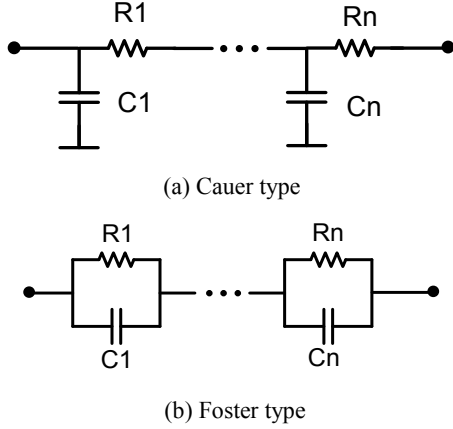 R1
Rn
C1
Cn
(a) Cauer type
R1
Rn
C1
Cn
(b) Foster type